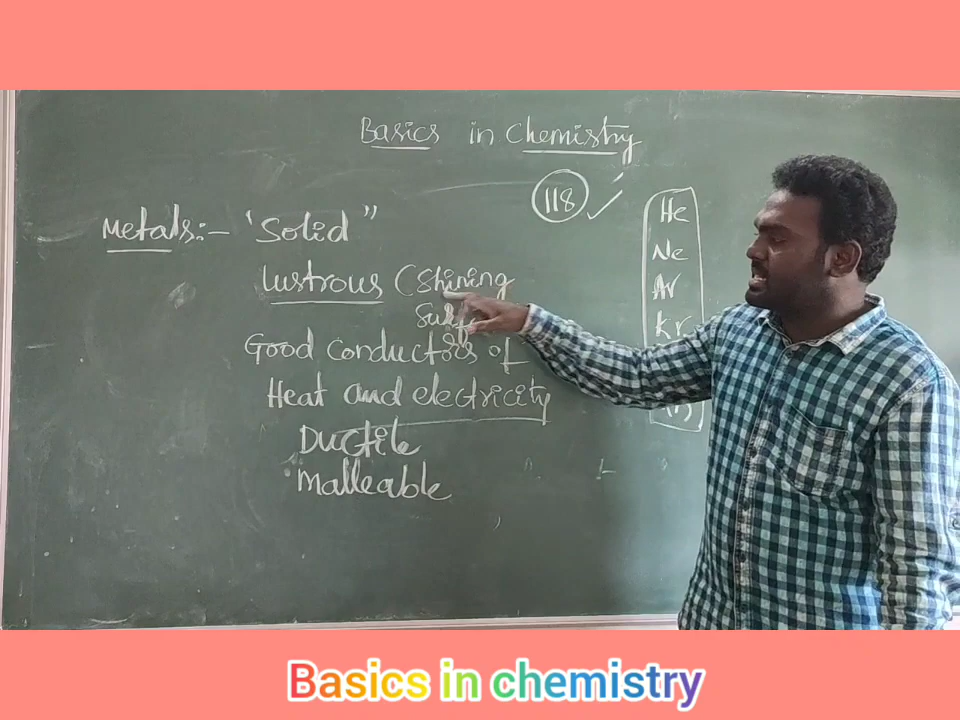 Basics in Chemistry
118
Metals:- 'Solid"
lustrous (Shining
Good conductors of
Heat and electricity
Ductile
Malleable
He
Ne
Ar
Kr
Basics in chemistry